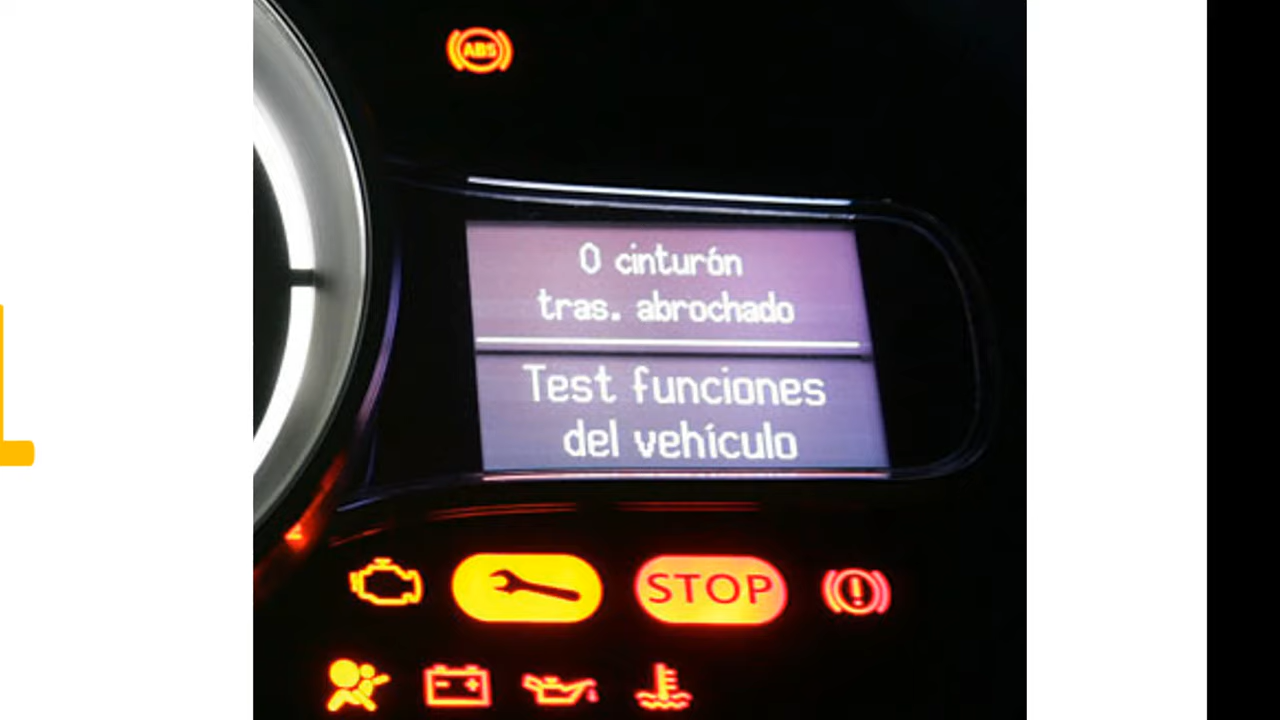 ABS
0 cinturón
tras. abrochado
Test funciones
del vehículo
STOP